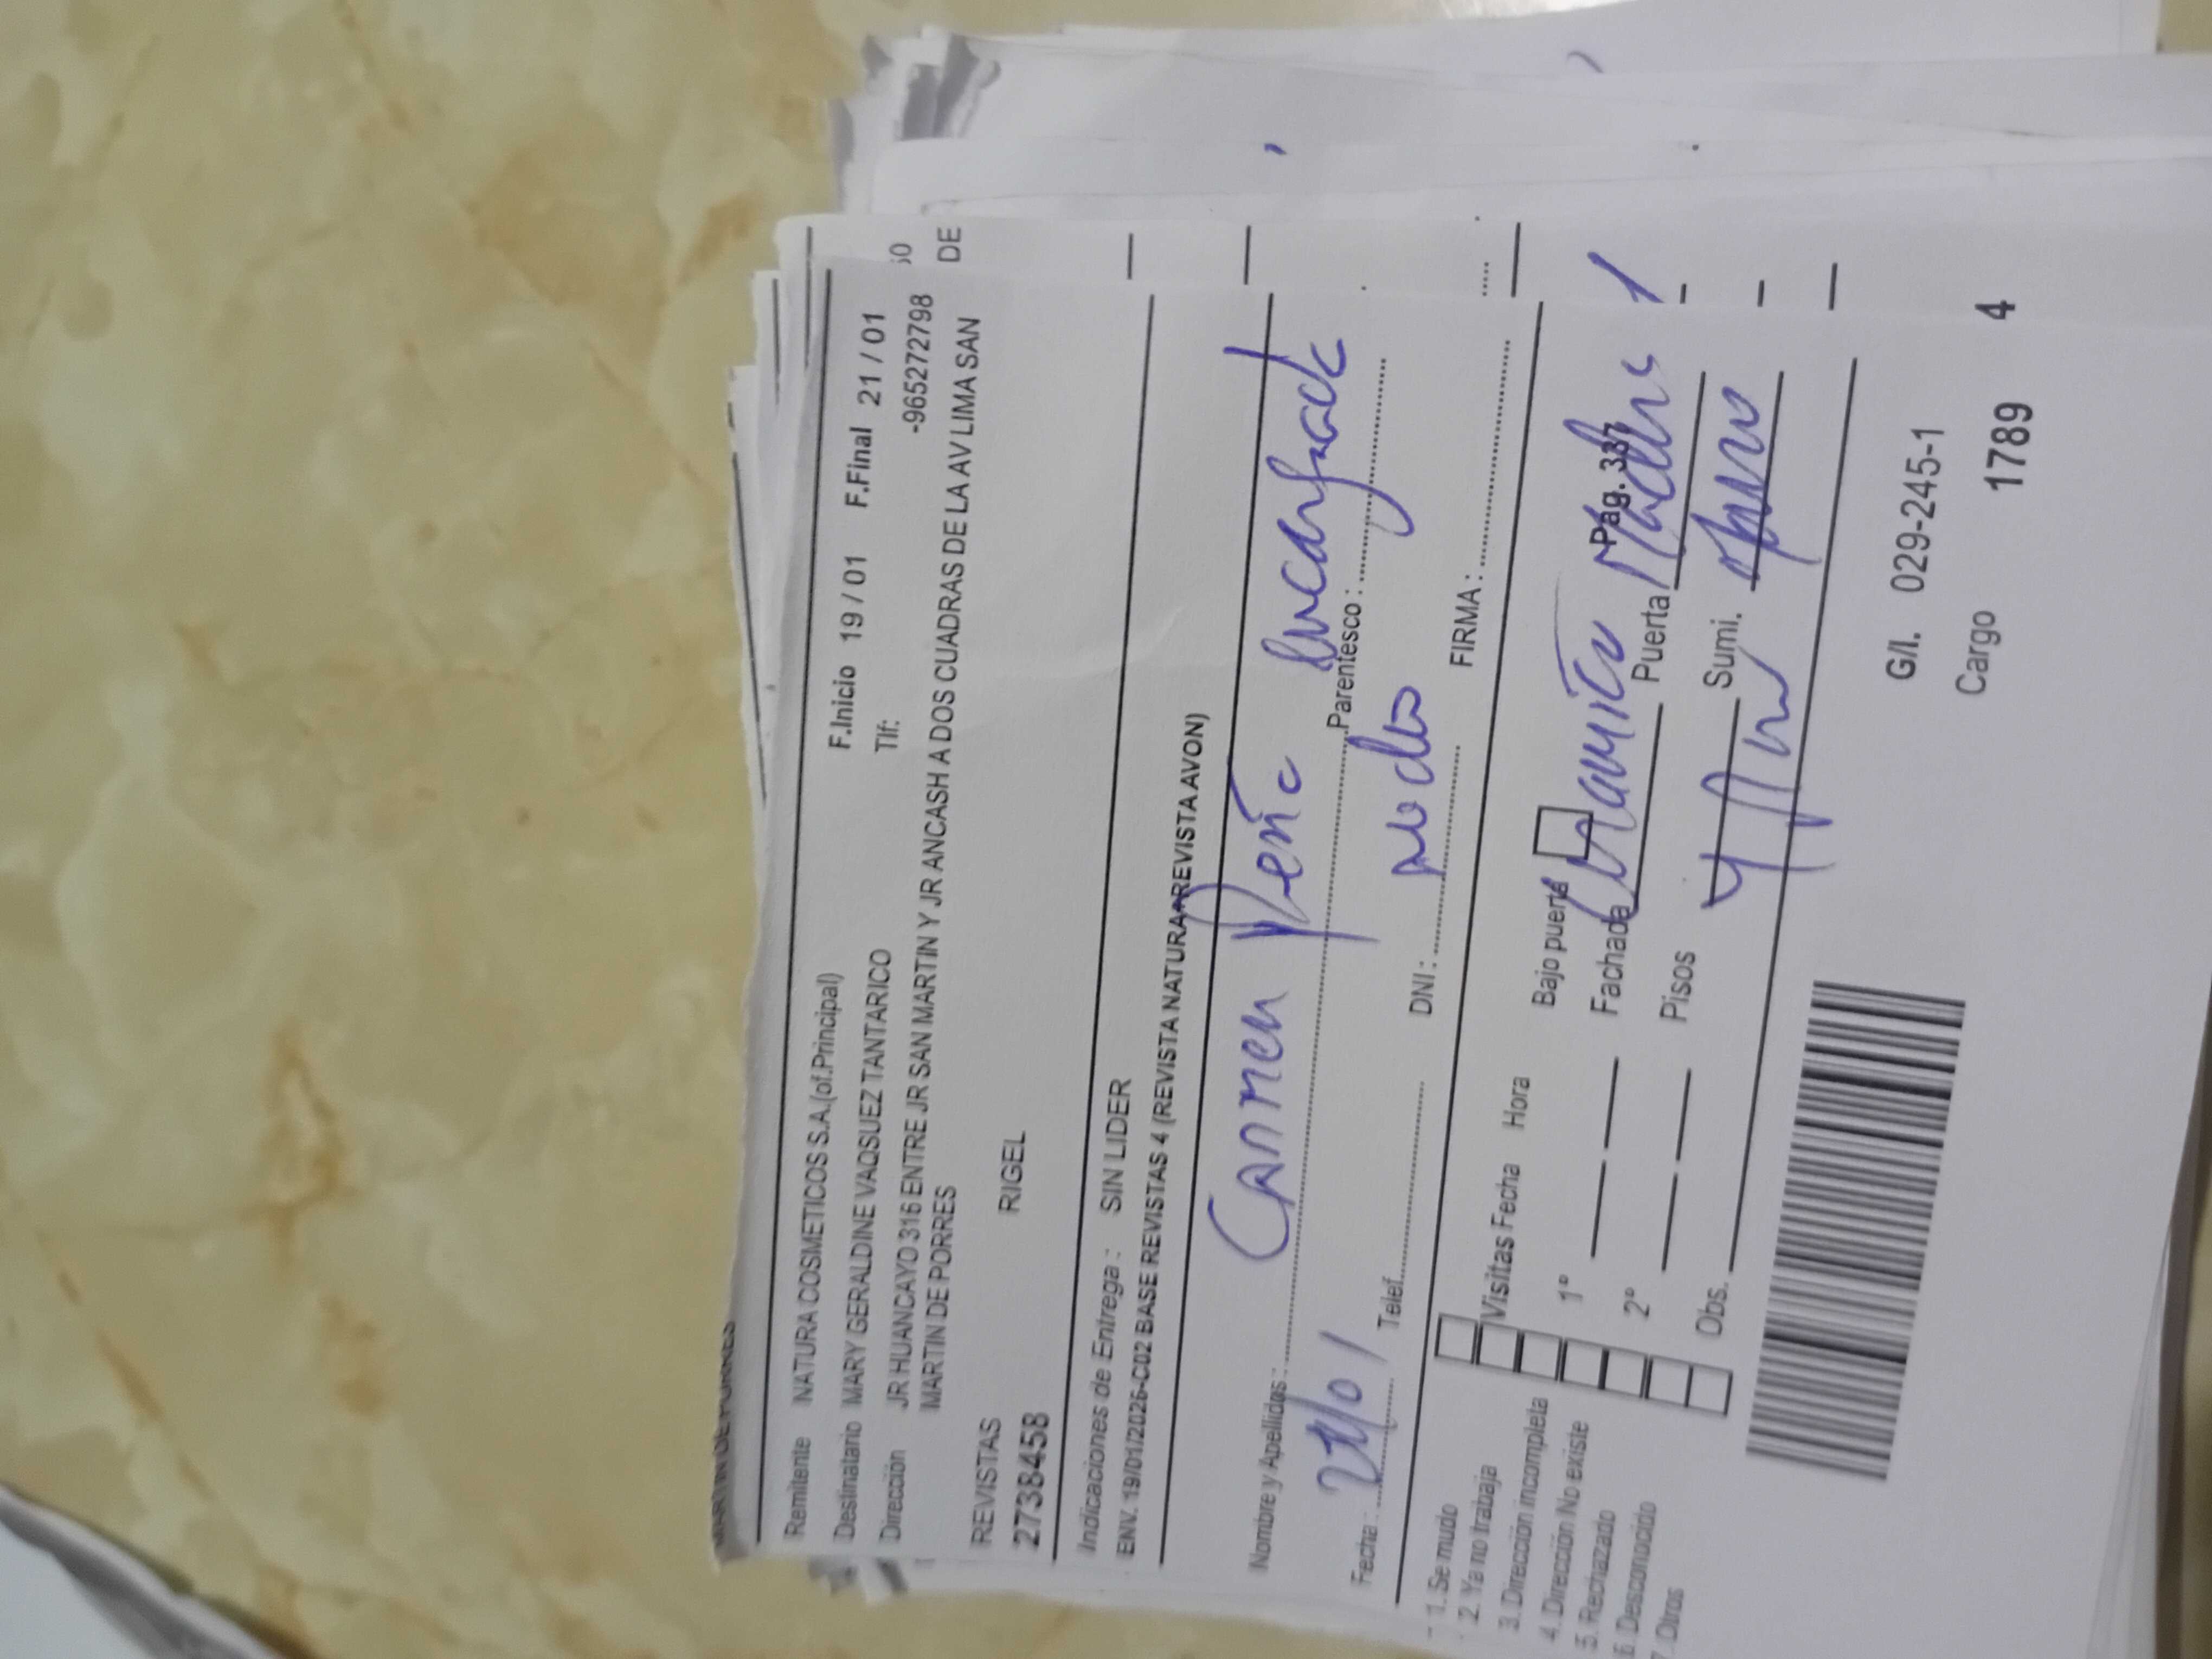 MARTIN DE PORRES
Remitente NATURA COSMETICOS S.A.(of.Principal) F.Inicio 19 / 01 F.Final 21 / 01
Destinatario MARY GERALDINE VAQSUEZ TANTARICO Tlf: -965272798
Dirección JR HUANCAYO 316 ENTRE JR SAN MARTIN Y JR ANCASH A DOS CUADRAS DE LA AV LIMA SAN
MARTIN DE PORRES
DE
REVISTAS RIGEL
2738458
Indicaciones de Entrega : SIN LIDER
ENV. 19/01/2026-C02 BASE REVISTAS 4 (REVISTA NATURA+REVISTA AVON)
Nombre y Apellidos : Carmen Peña
Fecha : 21/01 Telef. DNI : Parentesco : encargada
no dio
FIRMA :
1. Se mudo
2. Ya no trabaja
3. Dirección incompleta
4. Dirección No existe
5. Rechazado
6. Desconocido
7. Otros
Visitas Fecha Hora Bajo puerta Pág. 337
1° Fachada Puerta
2° Pisos 4 Sumi.
Obs.
G/I. 029-245-1
Cargo 1789 4